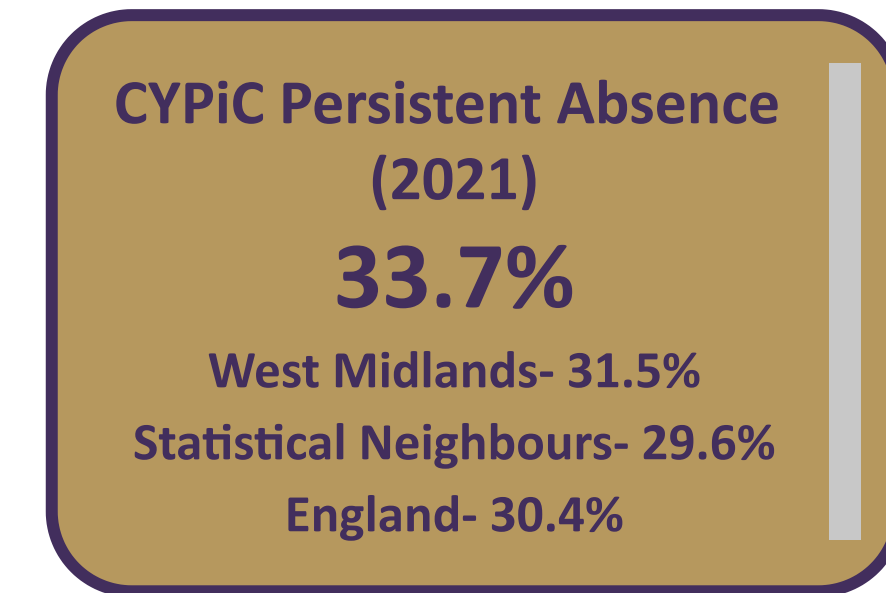 CYPiC Persistent Absence
(2021)
33.7%
West Midlands- 31.5%
Statistical Neighbours- 29.6%
England- 30.4%